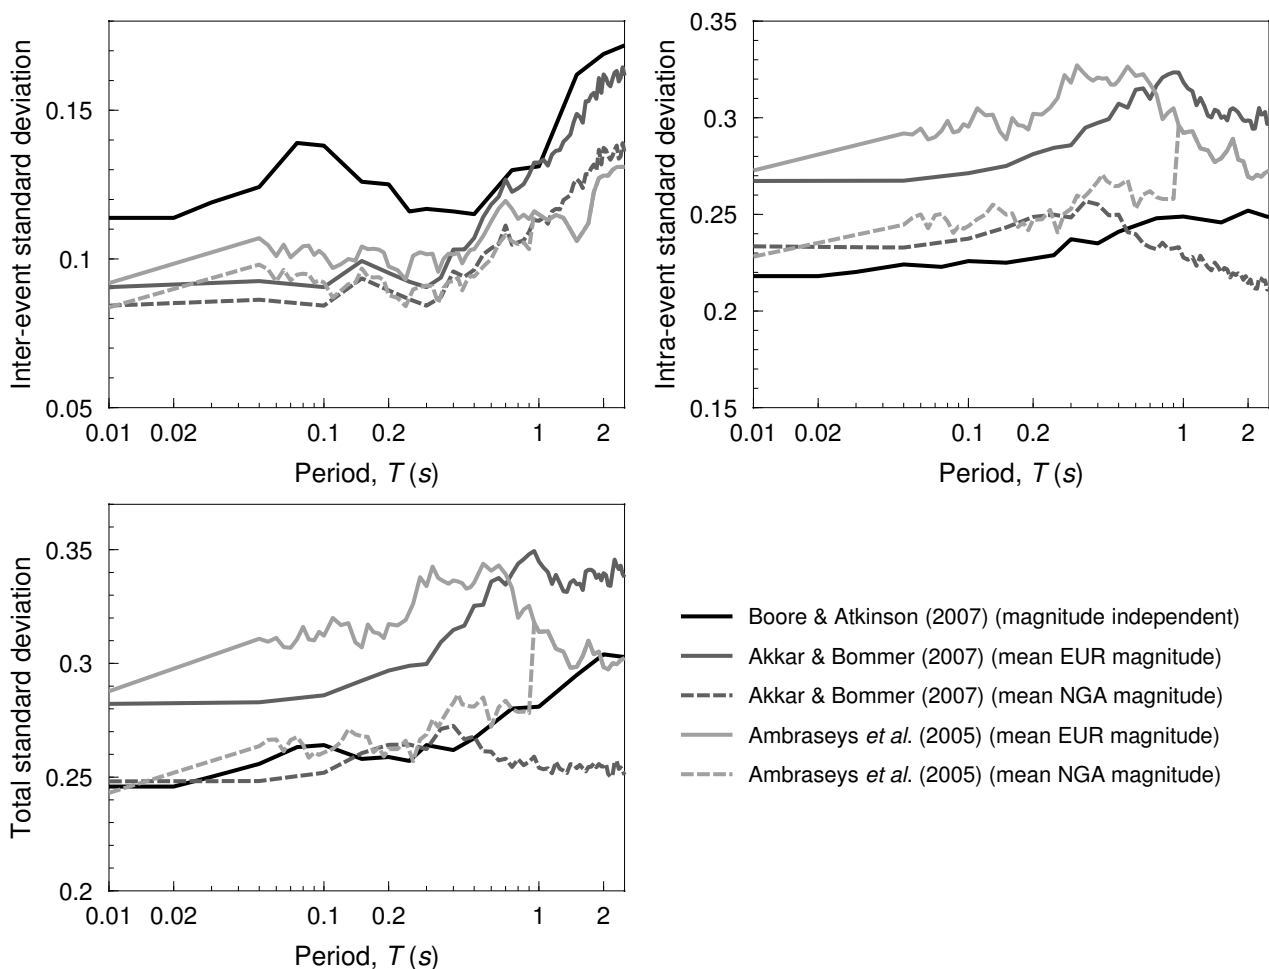 Inter-event standard deviation
0.15
0.1
0.05
0.01 0.02 0.1 0.2 1 2
Period, T (s)
Intra-event standard deviation
0.35
0.3
0.25
0.2
0.15
0.01 0.02 0.1 0.2 1 2
Period, T (s)
Total standard deviation
0.35
0.3
0.25
0.2
0.01 0.02 0.1 0.2 1 2
Period, T (s)
Boore & Atkinson (2007) (magnitude independent)
Akkar & Bommer (2007) (mean EUR magnitude)
Akkar & Bommer (2007) (mean NGA magnitude)
Ambraseys et al. (2005) (mean EUR magnitude)
Ambraseys et al. (2005) (mean NGA magnitude)